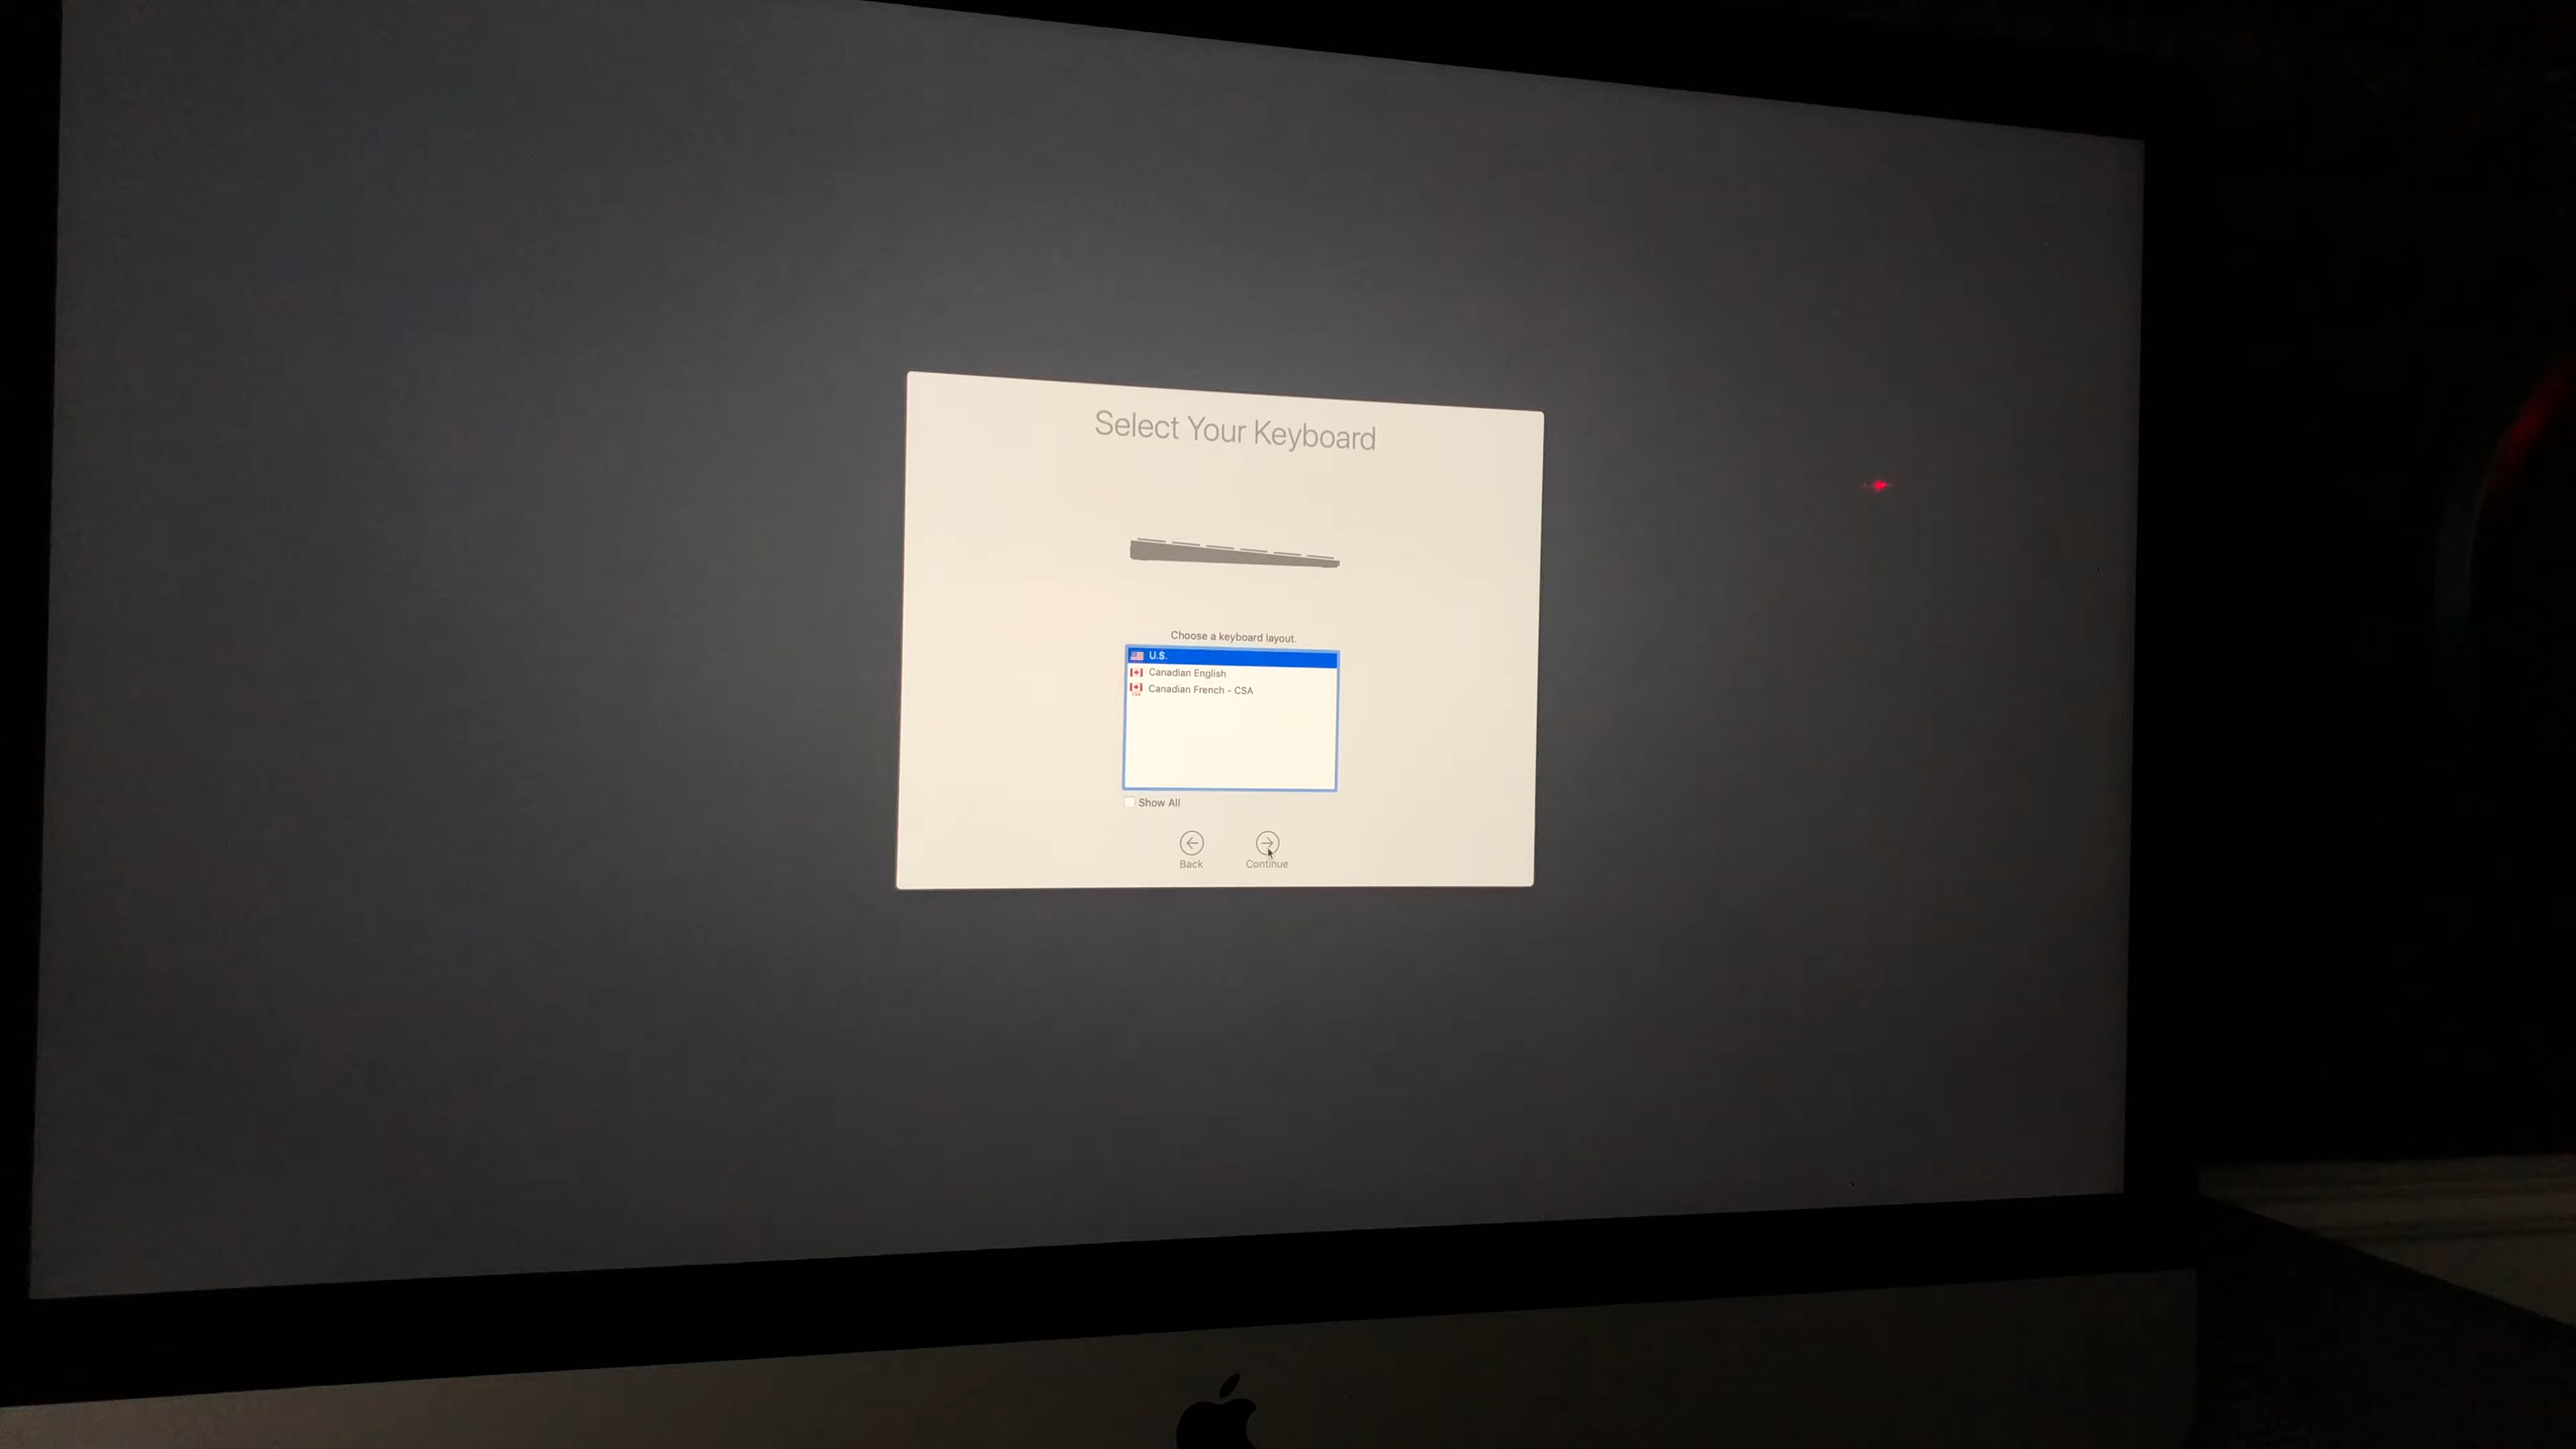 Select Your Keyboard
Choose a keyboard layout.
U.S.
Canadian English
Canadian French - CSA
Show All
Back
Continue